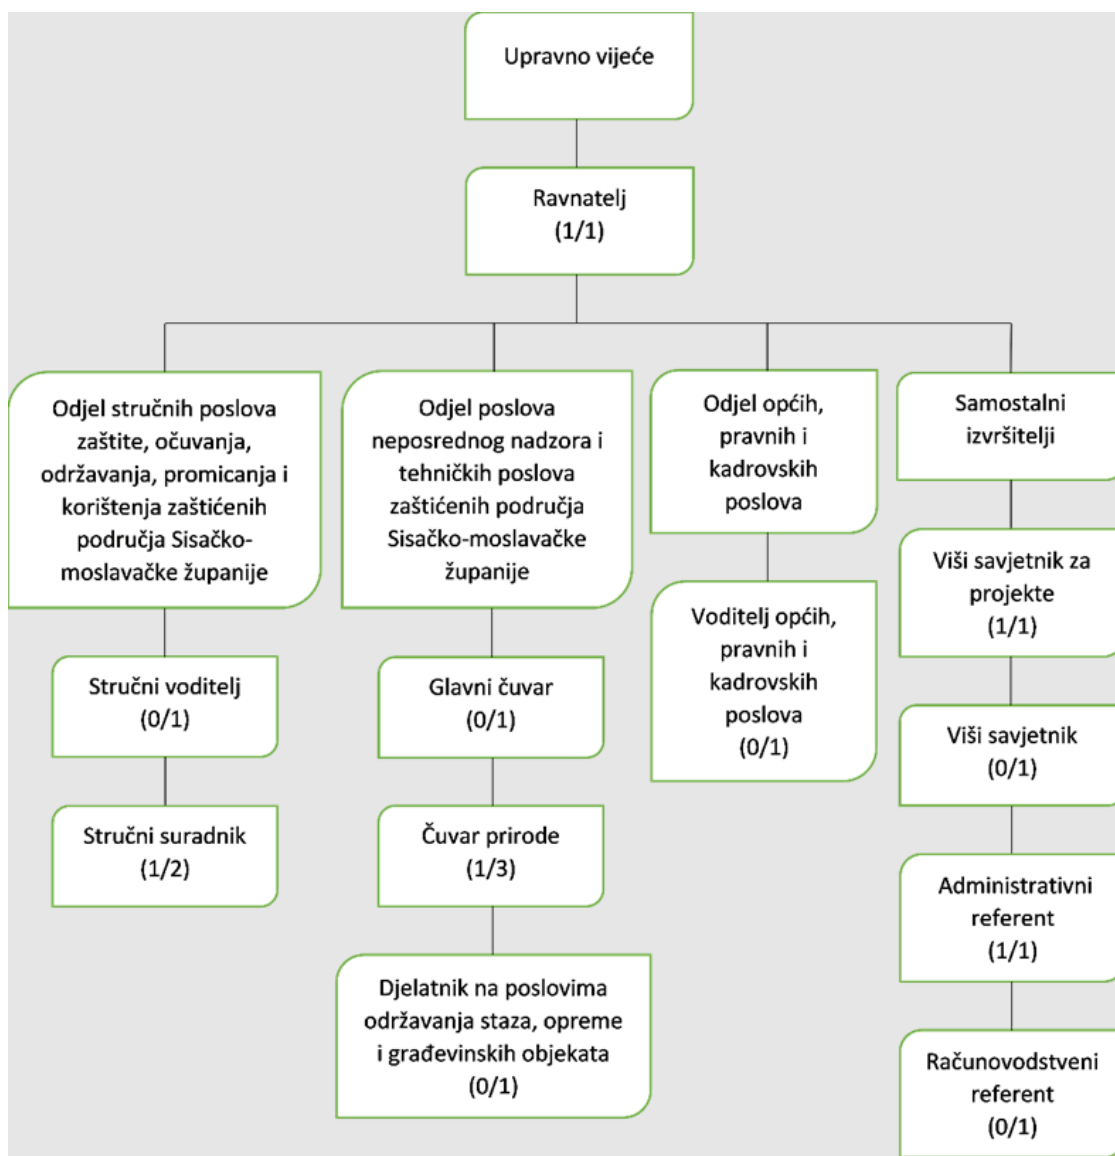 Upravno vijeće
Ravnatelj
(1/1)
Odjel stručnih poslova
zaštite, očuvanja,
održavanja, promicanja i
korištenja zaštićenih
područja Sisačko-
moslavačke županije
Stručni voditelj
(0/1)
Stručni suradnik
(1/2)
Odjel poslova
neposrednog nadzora i
tehničkih poslova
zaštićenih područja
Sisačko-moslavačke
županije
Glavni čuvar
(0/1)
Čuvar prirode
(1/3)
Djelatnik na poslovima
održavanja staza, opreme
i građevinskih objekata
(0/1)
Odjel općih,
pravnih i
kadrovskih
poslova
Voditelj općih,
pravnih i
kadrovskih
poslova
(0/1)
Samostalni
izvršitelji
Viši savjetnik za
projekte
(1/1)
Viši savjetnik
(0/1)
Administrativni
referent
(1/1)
Računovodstveni
referent
(0/1)